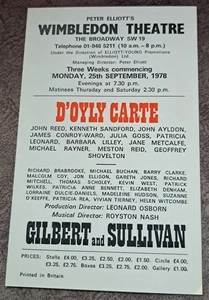 PETER ELLIOTT'S
WIMBLEDON THEATRE
THE BROADWAY SW 19
Telephone 01-946 5211 (10 a.m. – 8 p.m.)
Under the Direction of ELLIOTT-YOUNG Promotions
(Wimbledon) Ltd.
Managing Director: Peter Elliott
Three Weeks commencing
MONDAY, 25th SEPTEMBER, 1978
Evenings at 7.30 p.m.
Matinees Thursday and Saturday 2.30 p.m.
D'OYLY CARTE
JOHN REED, KENNETH SANDFORD, JOHN AYLDON,
JAMES CONROY-WARD, JULIA GOSS, PATRICIA
LEONARD, BARBARA LILLEY, JANE METCALFE,
MICHAEL RAYNER, MESTON REID, GEOFFREY
SHOVELTON
RICHARD BRABROOKE, MICHAEL BUCHAN, BARRY CLARK,
MALCOLM COY, JON ELLISON, GARETH JONES, RICHARD
MITCHELL, THOMAS SCHOLEY, KEVIN WEST, PATRICK
WILKES, PATRICIA ANNE BENNETT, ELIZABETH DENHAM,
LORRAINE DULCIE-DANIELS, MADELEINE HUDSON, SUZANNE
O'KEEFFE, PATRICIA REA, VIVIAN TIERNEY, HELEN WITCOMBE
Production Director: LEONARD OSBORN
Musical Director: ROYSTON NASH
GILBERT and SULLIVAN
PRICES: Stalls £4.00, £3.25, £2.50, £2.00, £1.50. Circle £4.00,
£3.25, £2.75. Boxes £3.25, £2.75, £2.00. Gallery £1.00.
Printed in Britain